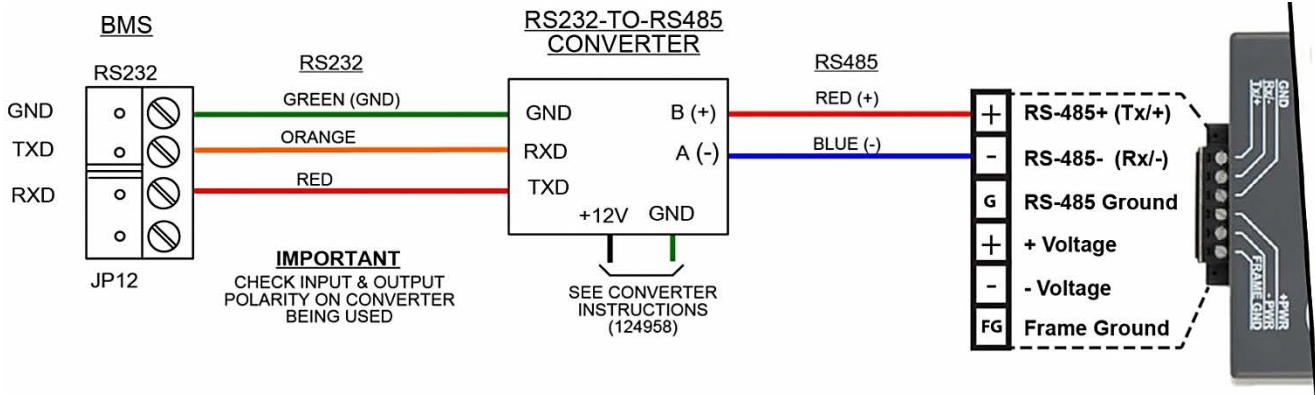 BMS
RS232
GND
TXD
RXD
JP12
RS232
GREEN (GND)
ORANGE
RED
IMPORTANT
CHECK INPUT & OUTPUT
POLARITY ON CONVERTER
BEING USED
RS232-TO-RS485
CONVERTER
GND
RXD
TXD
B (+)
A (-)
+12V GND
SEE CONVERTER
INSTRUCTIONS
(124958)
RS485
RED (+)
BLUE (-)
+ RS-485+ (Tx/+)
- RS-485- (Rx/-)
G RS-485 Ground
+ + Voltage
- - Voltage
FG Frame Ground
GND
Rx/-
Tx/+
+PWR
- PWR
FRAME GND